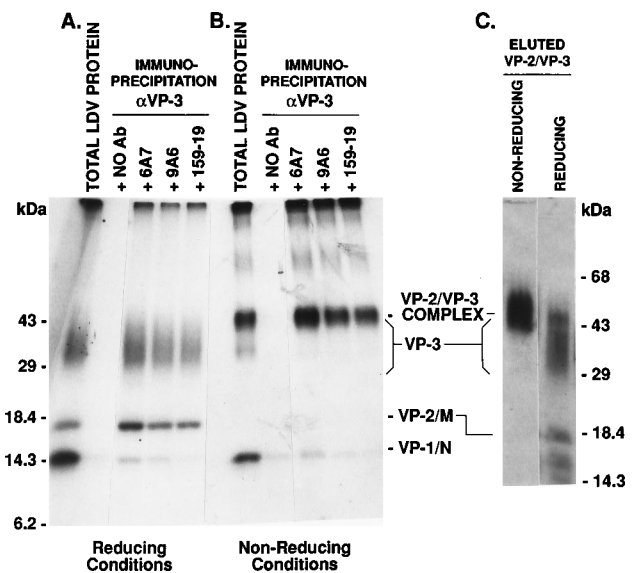 A.
TOTAL LDV PROTEIN
IMMUNO-
PRECIPITATION
αVP-3
+ NO Ab
+ 6A7
+ 9A6
+ 159-19
B.
TOTAL LDV PROTEIN
IMMUNO-
PRECIPITATION
αVP-3
+ NO Ab
+ 6A7
+ 9A6
+ 159-19
C.
ELUTED
VP-2/VP-3
NON-REDUCING
REDUCING
kDa
43 -
29 -
18.4 -
14.3 -
6.2 -
VP-2/VP-3
- COMPLEX
VP-3
- VP-2/M
- VP-1/N
kDa
- 68
- 43
- 29
- 18.4
- 14.3
Reducing
Conditions
Non-Reducing
Conditions